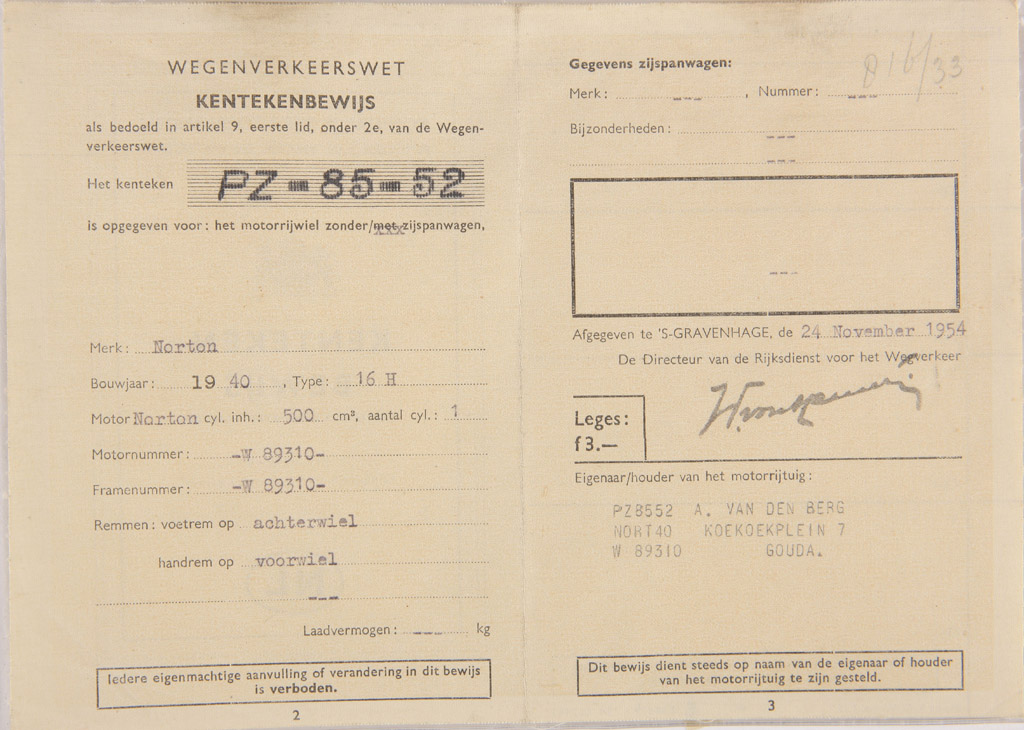 WEGENVERKEERSWET
KENTEKENBEWIJS
als bedoeld in artikel 9, eerste lid, onder 2e, van de Wegen-
verkeerswet.
Het kenteken PZ-85-52
is opgegeven voor: het motorrijwiel zonder/met zijspanwagen,
Merk: Norton
Bouwjaar: 1940, Type: 16 H
Motor Norton cyl. inh.: 500 cm³, aantal cyl.: 1
Motornummer: -W 89310-
Framenummer: -W 89310-
Remmen: voetrem op achterwiel
handrem op voorwiel
---
Laadvermogen: --- kg
Iedere eigenmachtige aanvulling of verandering in dit bewijs
is verboden.
2
816/33
Gegevens zijspanwagen:
Merk: ---, Nummer: ---
Bijzonderheden: ---
---
---
Afgegeven te 'S-GRAVENHAGE, de 24 November 1954
De Directeur van de Rijksdienst voor het Wegverkeer
Leges:
f 3.—
Eigenaar/houder van het motorrijtuig:
PZ8552 A. VAN DEN BERG
NORT40 KOEKOEKPLEIN 7
W 89310 GOUDA.
Dit bewijs dient steeds op naam van de eigenaar of houder
van het motorrijtuig te zijn gesteld.
3